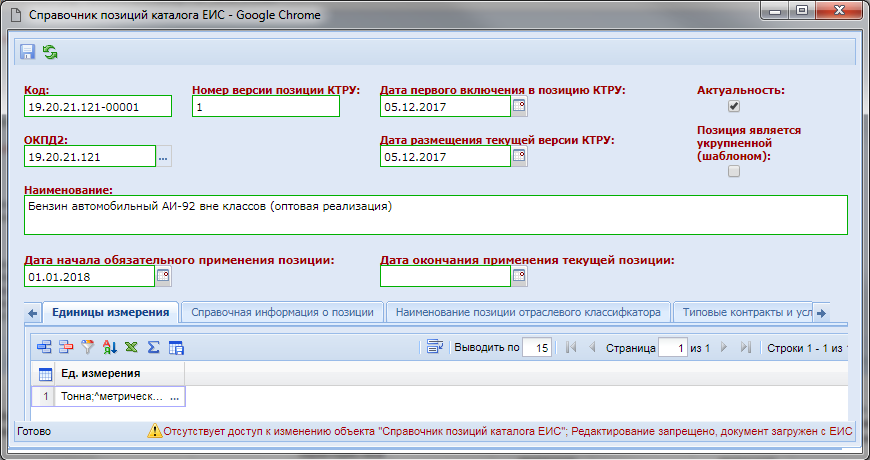 Справочник позиций каталога ЕИС - Google Chrome
Код: Номер версии позиции КТРУ: Дата первого включения в позицию КТРУ: Актуальность:
19.20.21.121-00001 1 05.12.2017
ОКПД2: Дата размещения текущей версии КТРУ: Позиция является
укрупненной
(шаблоном):
19.20.21.121 ... 05.12.2017
Наименование:
Бензин автомобильный АИ-92 вне классов (оптовая реализация)
Дата начала обязательного применения позиции: Дата окончания применения текущей позиции:
01.01.2018
Единицы измерения Справочная информация о позиции Наименование позиции отраслевого классифкатора Типовые контракты и усл
Выводить по 15 Страница 1 из 1 Строки 1 - 1 из
Ед. измерения
1 Тонна;^метрическ... ...
Готово Отсутствует доступ к изменению объекта "Справочник позиций каталога ЕИС"; Редактирование запрещено, документ загружен с ЕИС